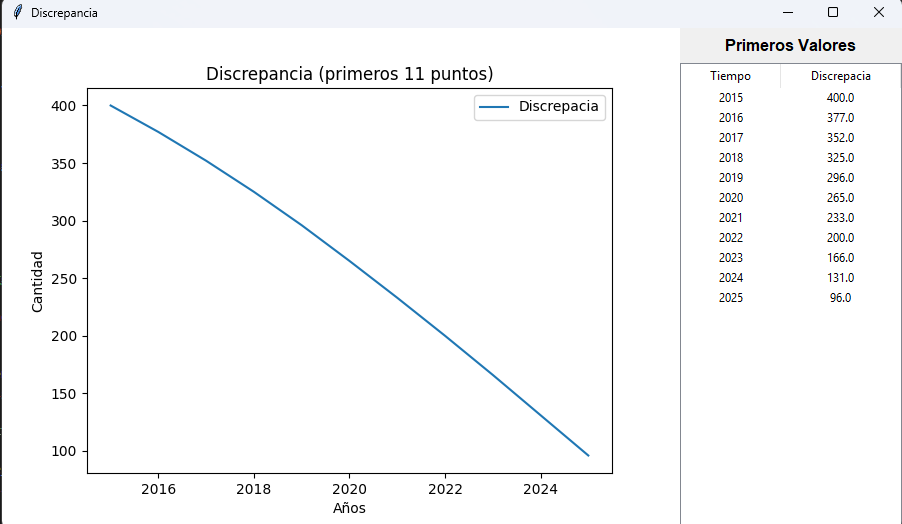 Discrepancia
Discrepancia (primeros 11 puntos)
Discrepacia
400
350
300
250
200
150
100
Cantidad
2016 2018 2020 2022 2024
Años
Primeros Valores
Tiempo Discrepacia
2015 400.0
2016 377.0
2017 352.0
2018 325.0
2019 296.0
2020 265.0
2021 233.0
2022 200.0
2023 166.0
2024 131.0
2025 96.0